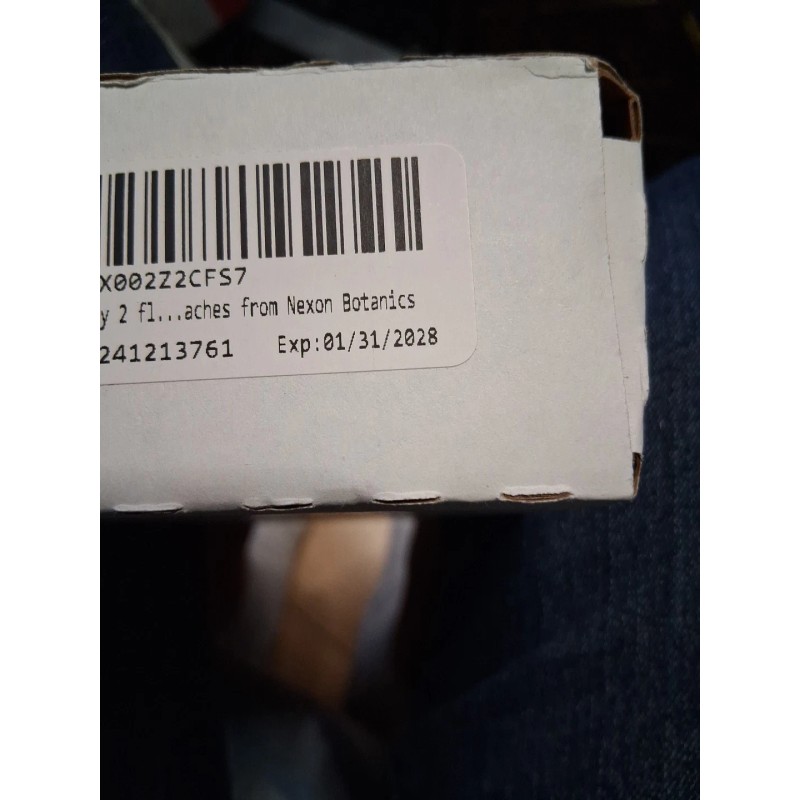 X002Z2CFS7
y 2 fl...aches from Nexon Botanics
241213761 Exp:01/31/2028